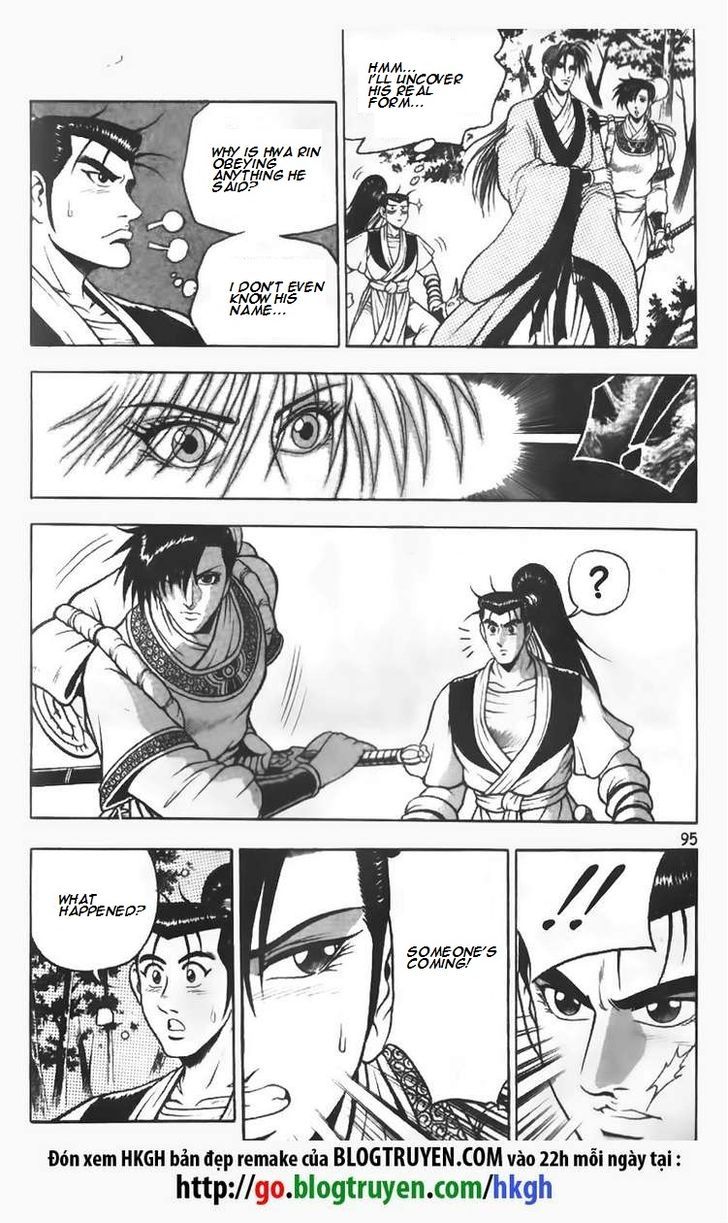 WHY IS HWA RIN
OBEYING
ANYTHING HE
SAID?
I DON'T EVEN
KNOW HIS
NAME...
HMM...
I'LL UNCOVER
HIS REAL
FORM...
!
?
95
WHAT
HAPPENED?
SOMEONE'S
COMING!
!!
Đón xem HKGH bản đẹp remake của BLOGTRUYEN.COM vào 22h mỗi ngày tại :
http://go.blogtruyen.com/hkgh